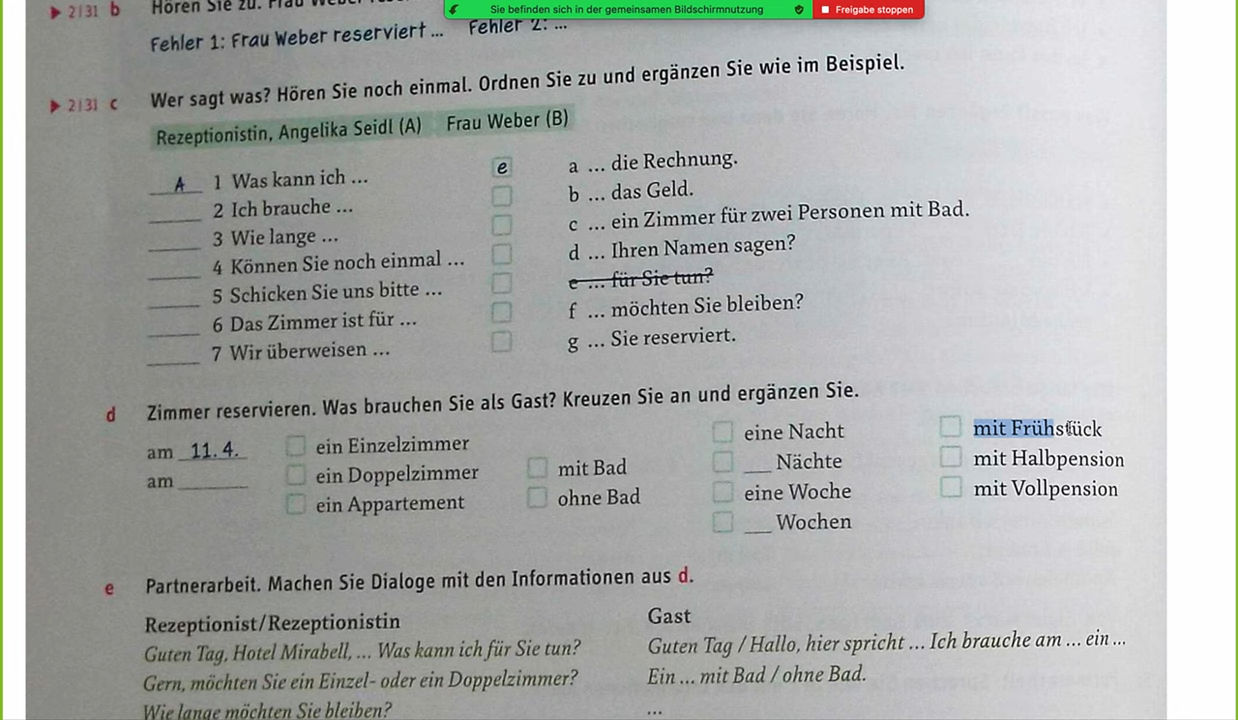 ▶ 2|31 b Hören Sie zu. Frau Weber
Sie befinden sich in der gemeinsamen Bildschirmnutzung Freigabe stoppen
Fehler 1: Frau Weber reserviert ... Fehler 2: ...
▶ 2|31 c Wer sagt was? Hören Sie noch einmal. Ordnen Sie zu und ergänzen Sie wie im Beispiel.
Rezeptionistin, Angelika Seidl (A) Frau Weber (B)
A 1 Was kann ich ... e a ... die Rechnung.
2 Ich brauche ... b ... das Geld.
3 Wie lange ... c ... ein Zimmer für zwei Personen mit Bad.
4 Können Sie noch einmal ... d ... Ihren Namen sagen?
5 Schicken Sie uns bitte ... e ... für Sie tun?
6 Das Zimmer ist für ... f ... möchten Sie bleiben?
7 Wir überweisen ... g ... Sie reserviert.
d Zimmer reservieren. Was brauchen Sie als Gast? Kreuzen Sie an und ergänzen Sie.
am 11. 4. ein Einzelzimmer eine Nacht mit Frühstück
am ____ ein Doppelzimmer mit Bad ___ Nächte mit Halbpension
ein Appartement ohne Bad eine Woche mit Vollpension
___ Wochen
e Partnerarbeit. Machen Sie Dialoge mit den Informationen aus d.
Rezeptionist/Rezeptionistin Gast
Guten Tag, Hotel Mirabell, ... Was kann ich für Sie tun? Guten Tag / Hallo, hier spricht ... Ich brauche am ... ein ...
Gern, möchten Sie ein Einzel- oder ein Doppelzimmer? Ein ... mit Bad / ohne Bad.
Wie lange möchten Sie bleiben? ...